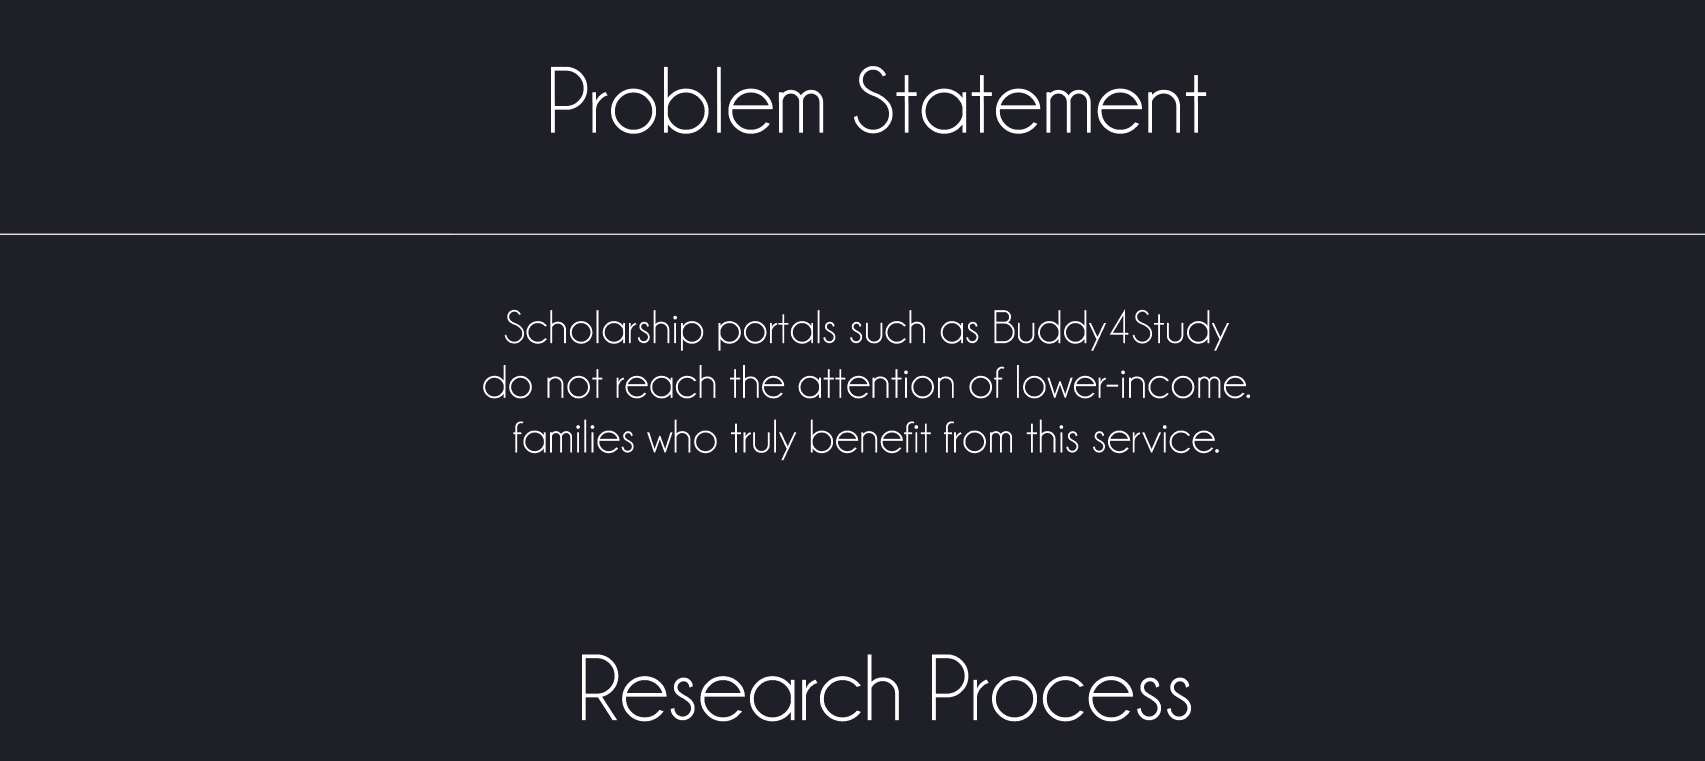 Problem Statement
Scholarship portals such as Buddy4Study
do not reach the attention of lower-income.
families who truly benefit from this service.
Research Process